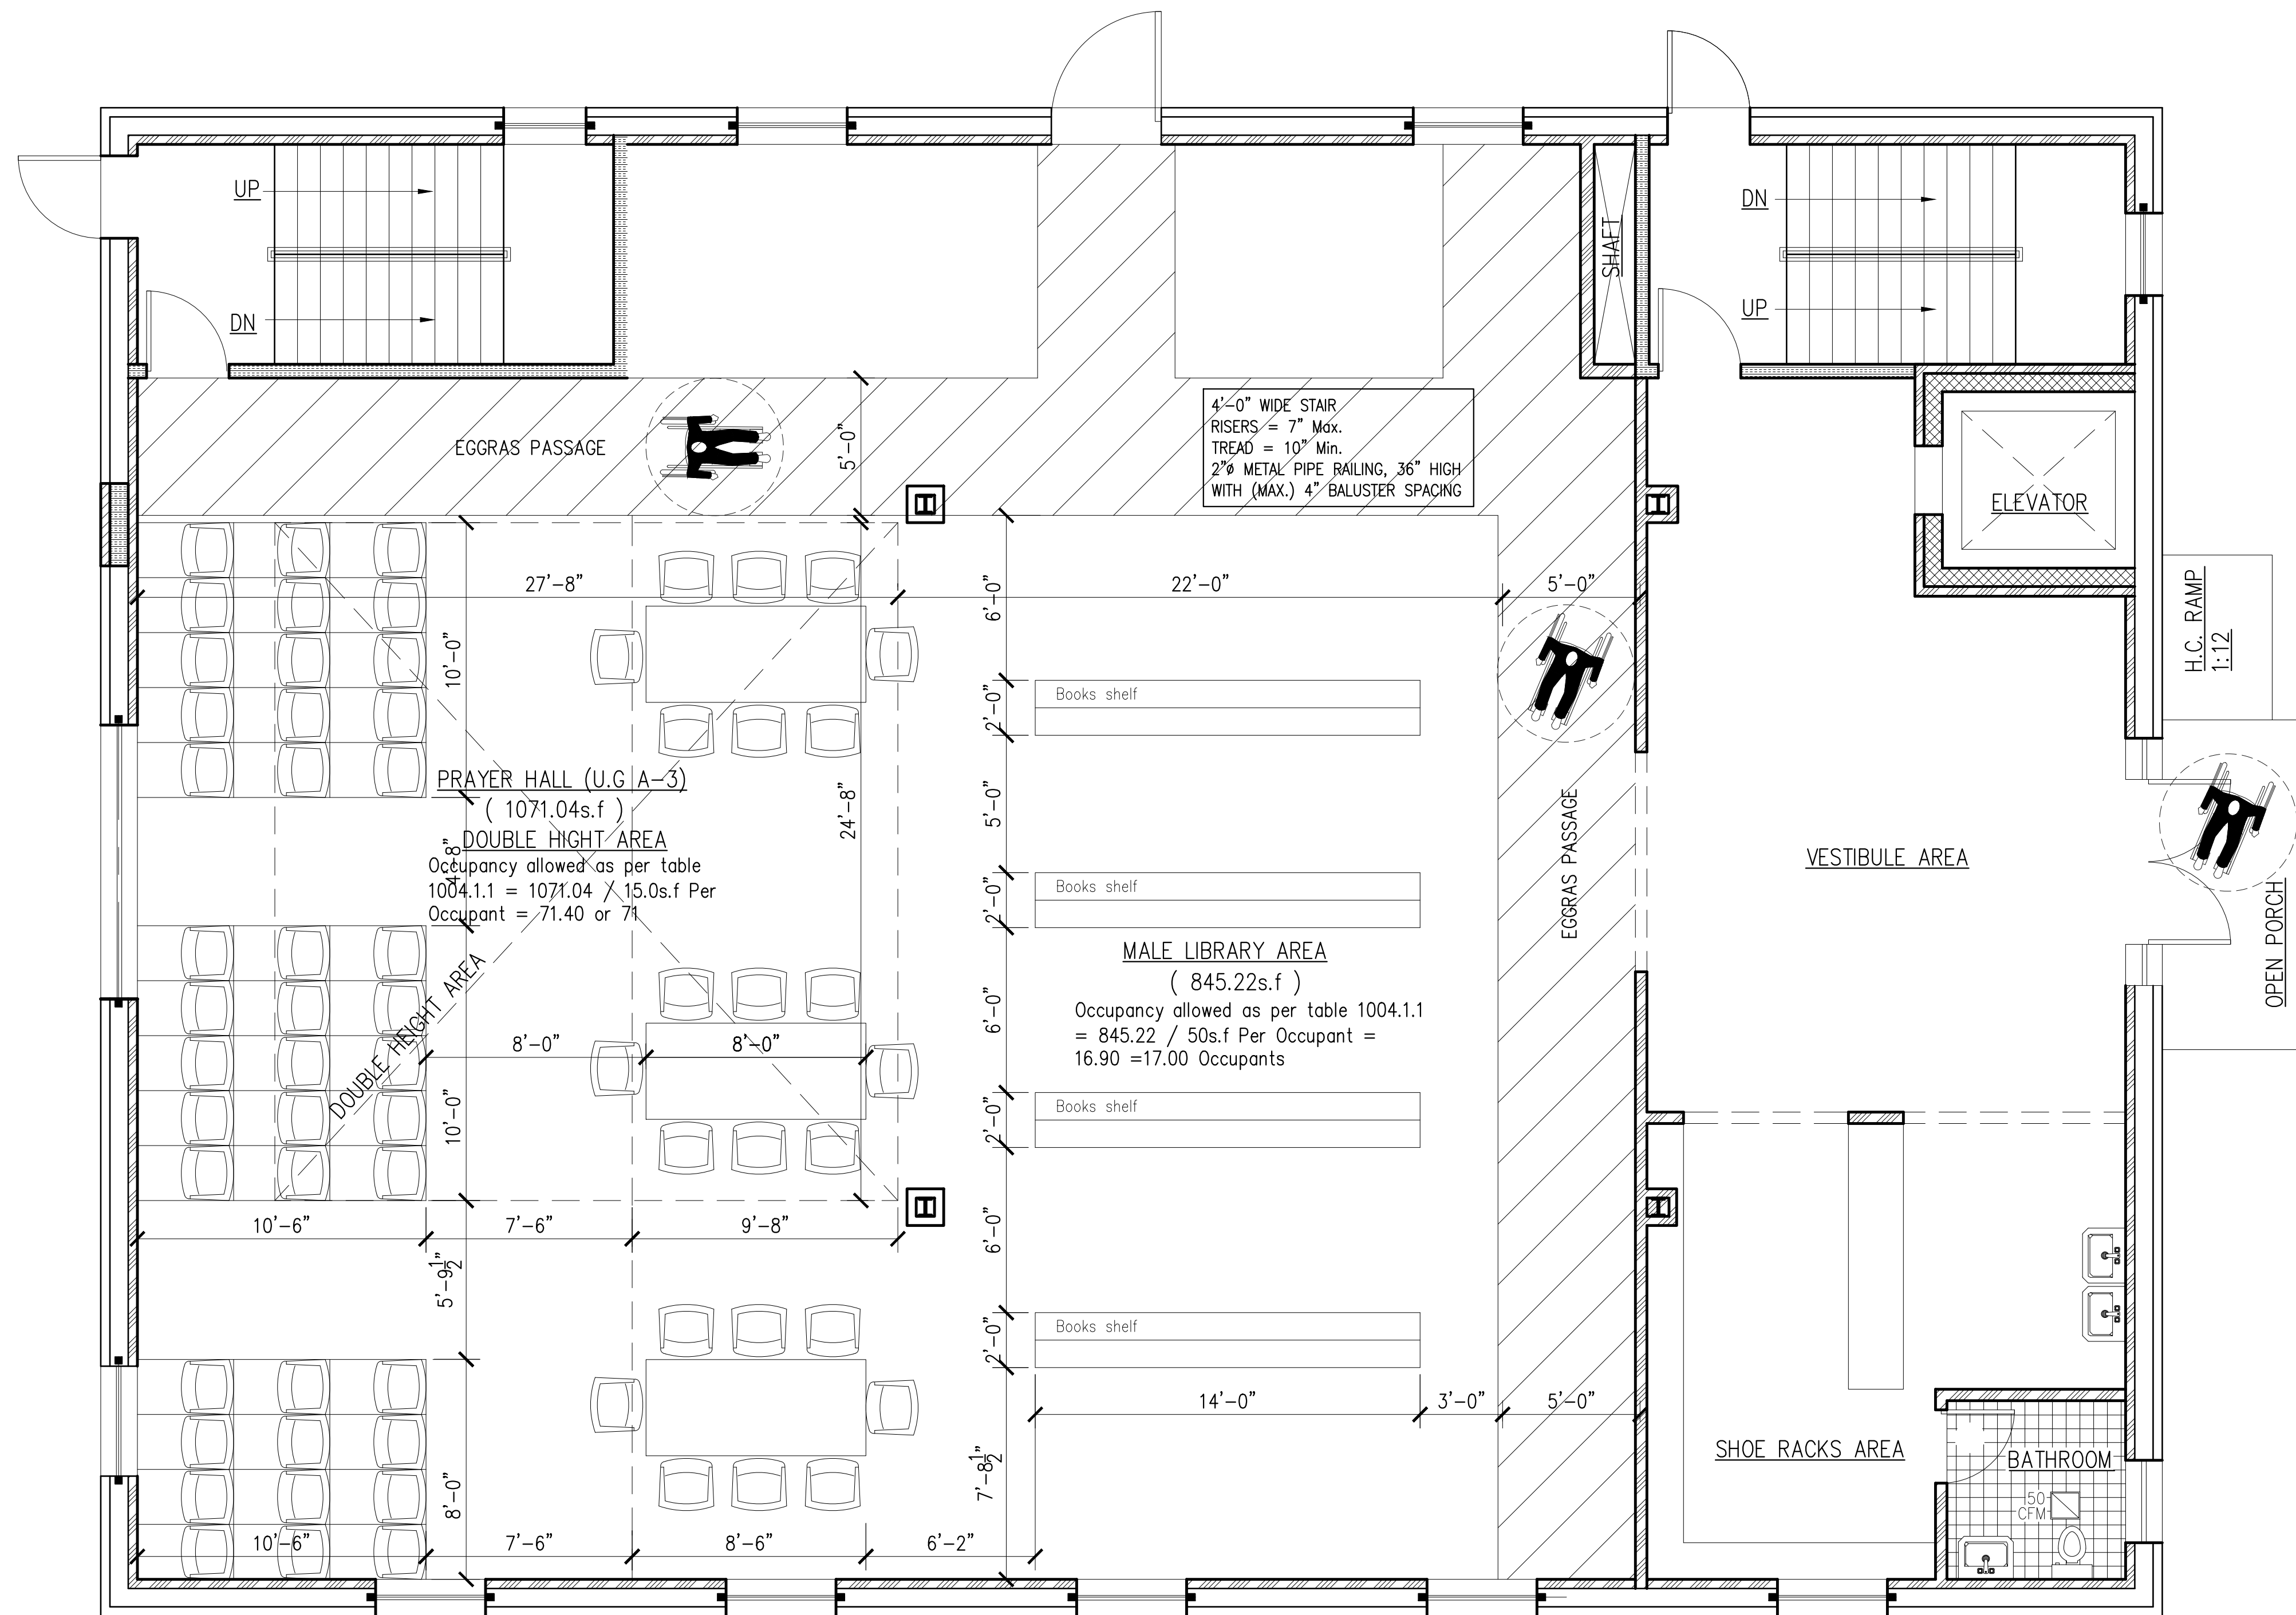 UP
DN
SHAFT
DN
UP
EGGRAS PASSAGE
5'-0"
4'-0" WIDE STAIR
RISERS = 7" Max.
TREAD = 10" Min.
2"ø METAL PIPE RAILING, 36" HIGH
WITH (MAX.) 4" BALUSTER SPACING
ELEVATOR
H.C. RAMP
1:12
27'-8"
22'-0"
5'-0"
6'-0"
10'-0"
Books shelf
2'-0"
PRAYER HALL (U.G A-3)
( 1071.04s.f )
DOUBLE HIGHT AREA
Occupancy allowed as per table
1004.1.1 = 1071.04 / 15.0s.f Per
Occupant = 71.40 or 71
4'-8"
24'-8"
5'-0"
EGGRAS PASSAGE
VESTIBULE AREA
OPEN PORCH
Books shelf
2'-0"
MALE LIBRARY AREA
( 845.22s.f )
Occupancy allowed as per table 1004.1.1
= 845.22 / 50s.f Per Occupant =
16.90 =17.00 Occupants
DOUBLE HEIGHT AREA
8'-0"
8'-0"
6'-0"
10'-0"
Books shelf
2'-0"
10'-6"
7'-6"
9'-8"
6'-0"
5'-9 1/2"
Books shelf
2'-0"
14'-0"
3'-0"
5'-0"
7'-8 1/2"
8'-0"
SHOE RACKS AREA
BATHROOM
50
CFM
10'-6"
7'-6"
8'-6"
6'-2"